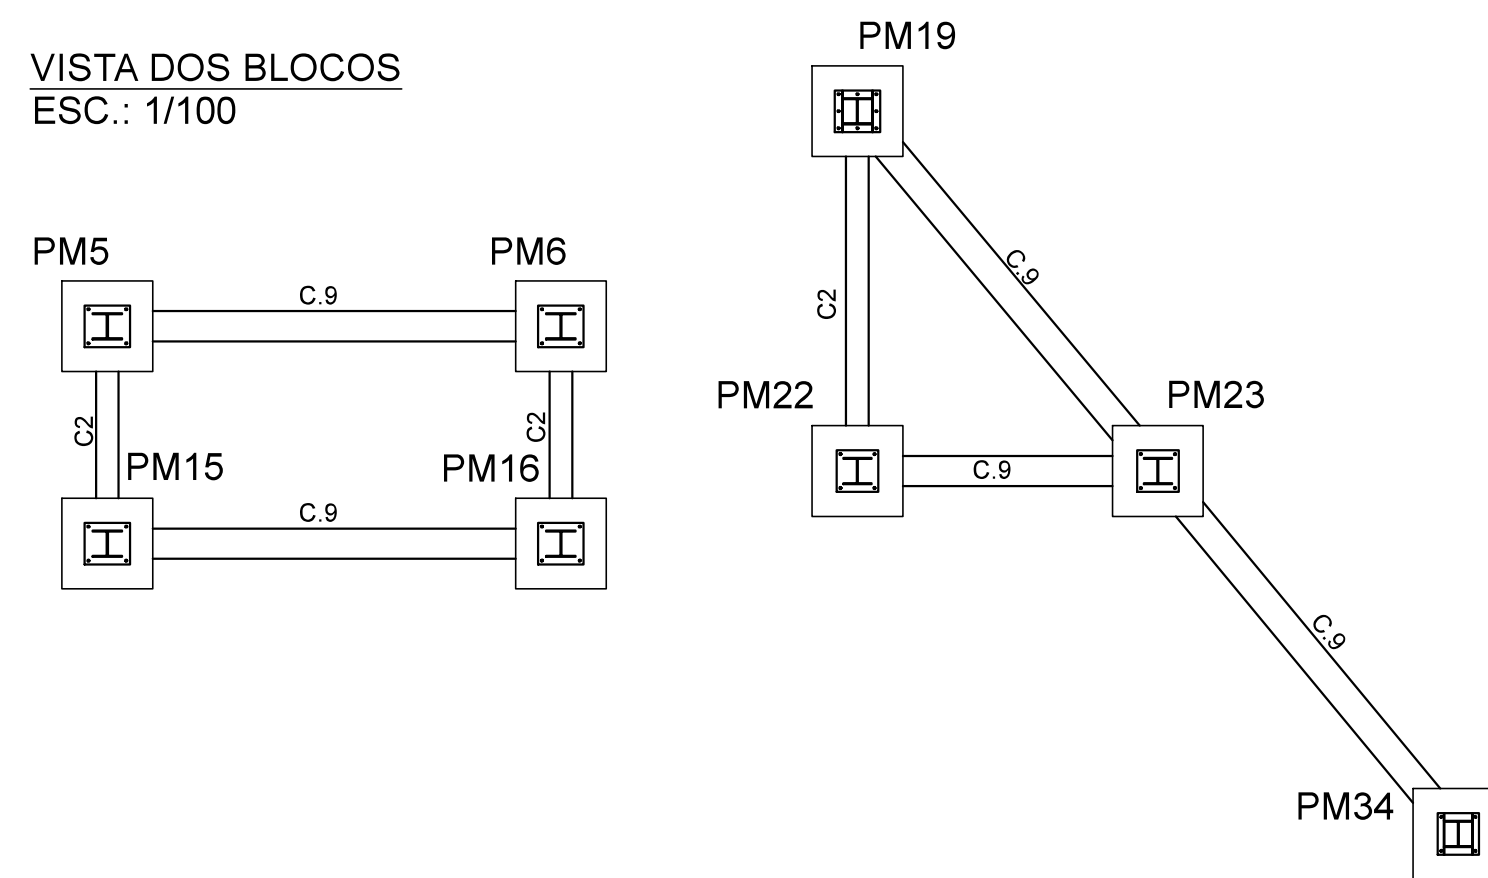 VISTA DOS BLOCOS
ESC.: 1/100
PM19
PM5
PM6
C.9
C.9
C2
C2
C2
PM22
PM23
PM15
PM16
C.9
C.9
C.9
PM34